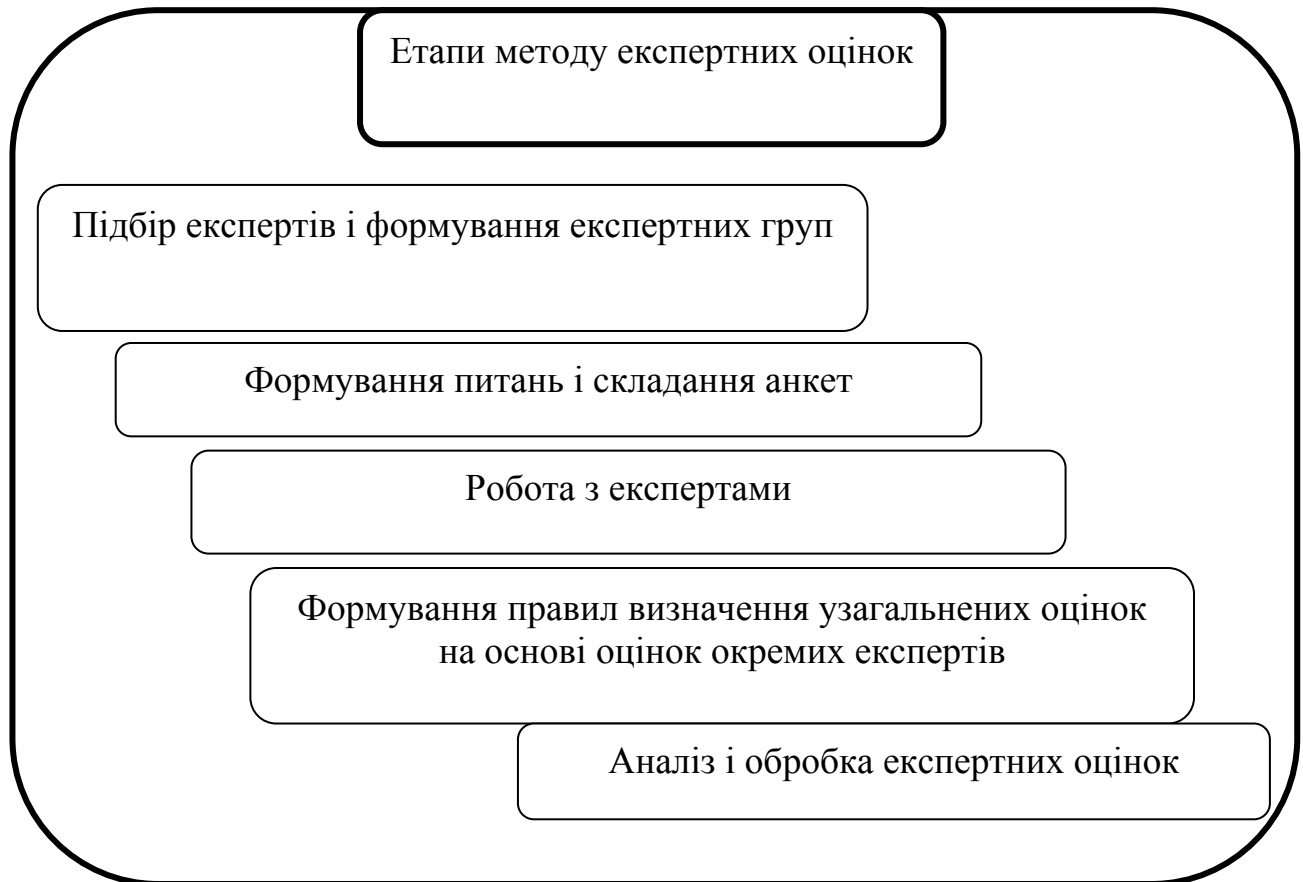 Етапи методу експертних оцінок
Підбір експертів і формування експертних груп
Формування питань і складання анкет
Робота з експертами
Формування правил визначення узагальнених оцінок
на основі оцінок окремих експертів
Аналіз і обробка експертних оцінок